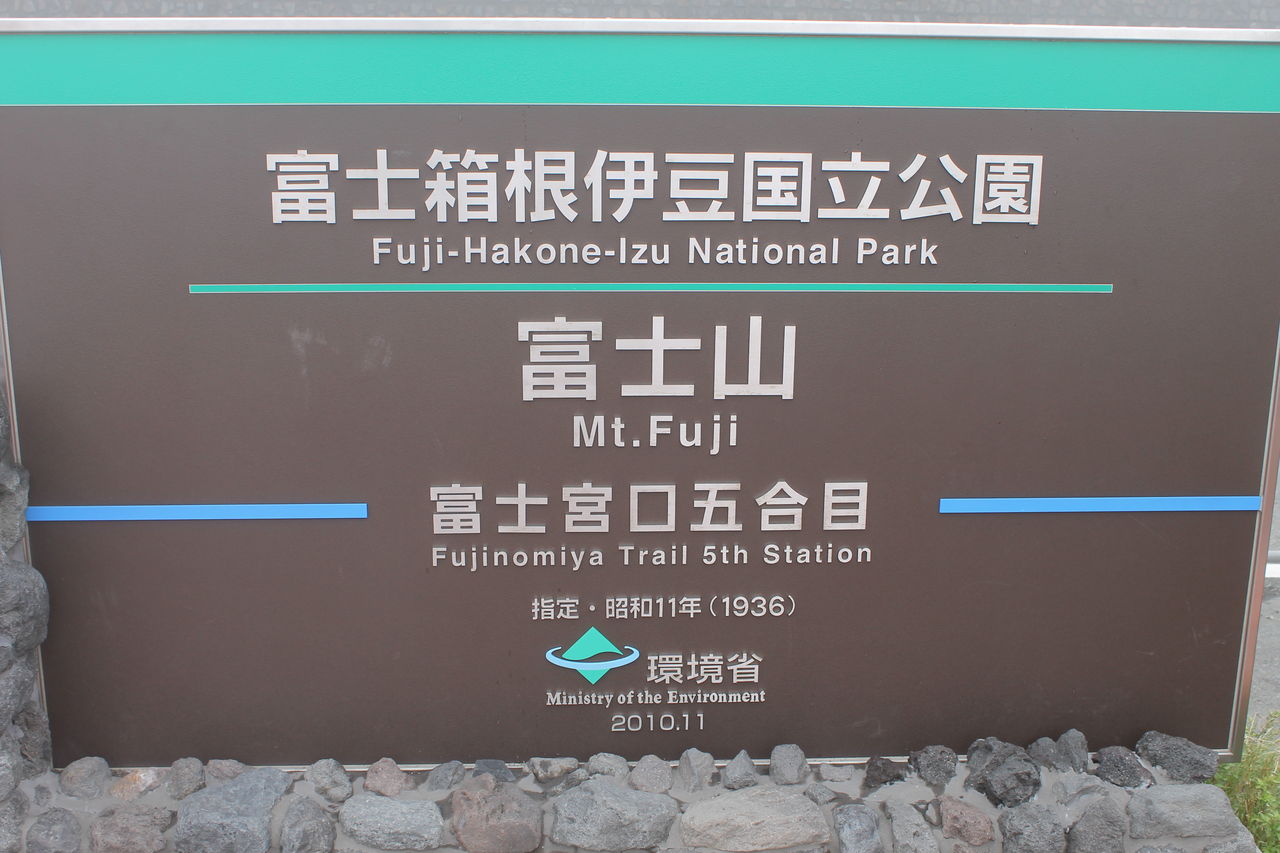 富士箱根伊豆国立公園
Fuji-Hakone-Izu National Park
富士山
Mt.Fuji
富士宮口五合目
Fujinomiya Trail 5th Station
指定・昭和11年(1936)
環境省
Ministry of the Environment
2010.11